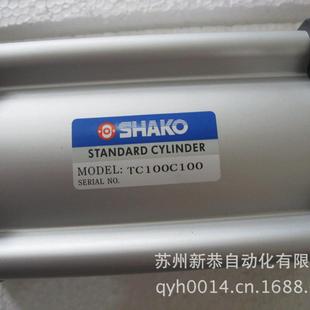 SHAKO
STANDARD CYLINDER
MODEL: TC100C100
SERIAL NO.
苏州新恭自动化有限
qyh0014.cn.1688.